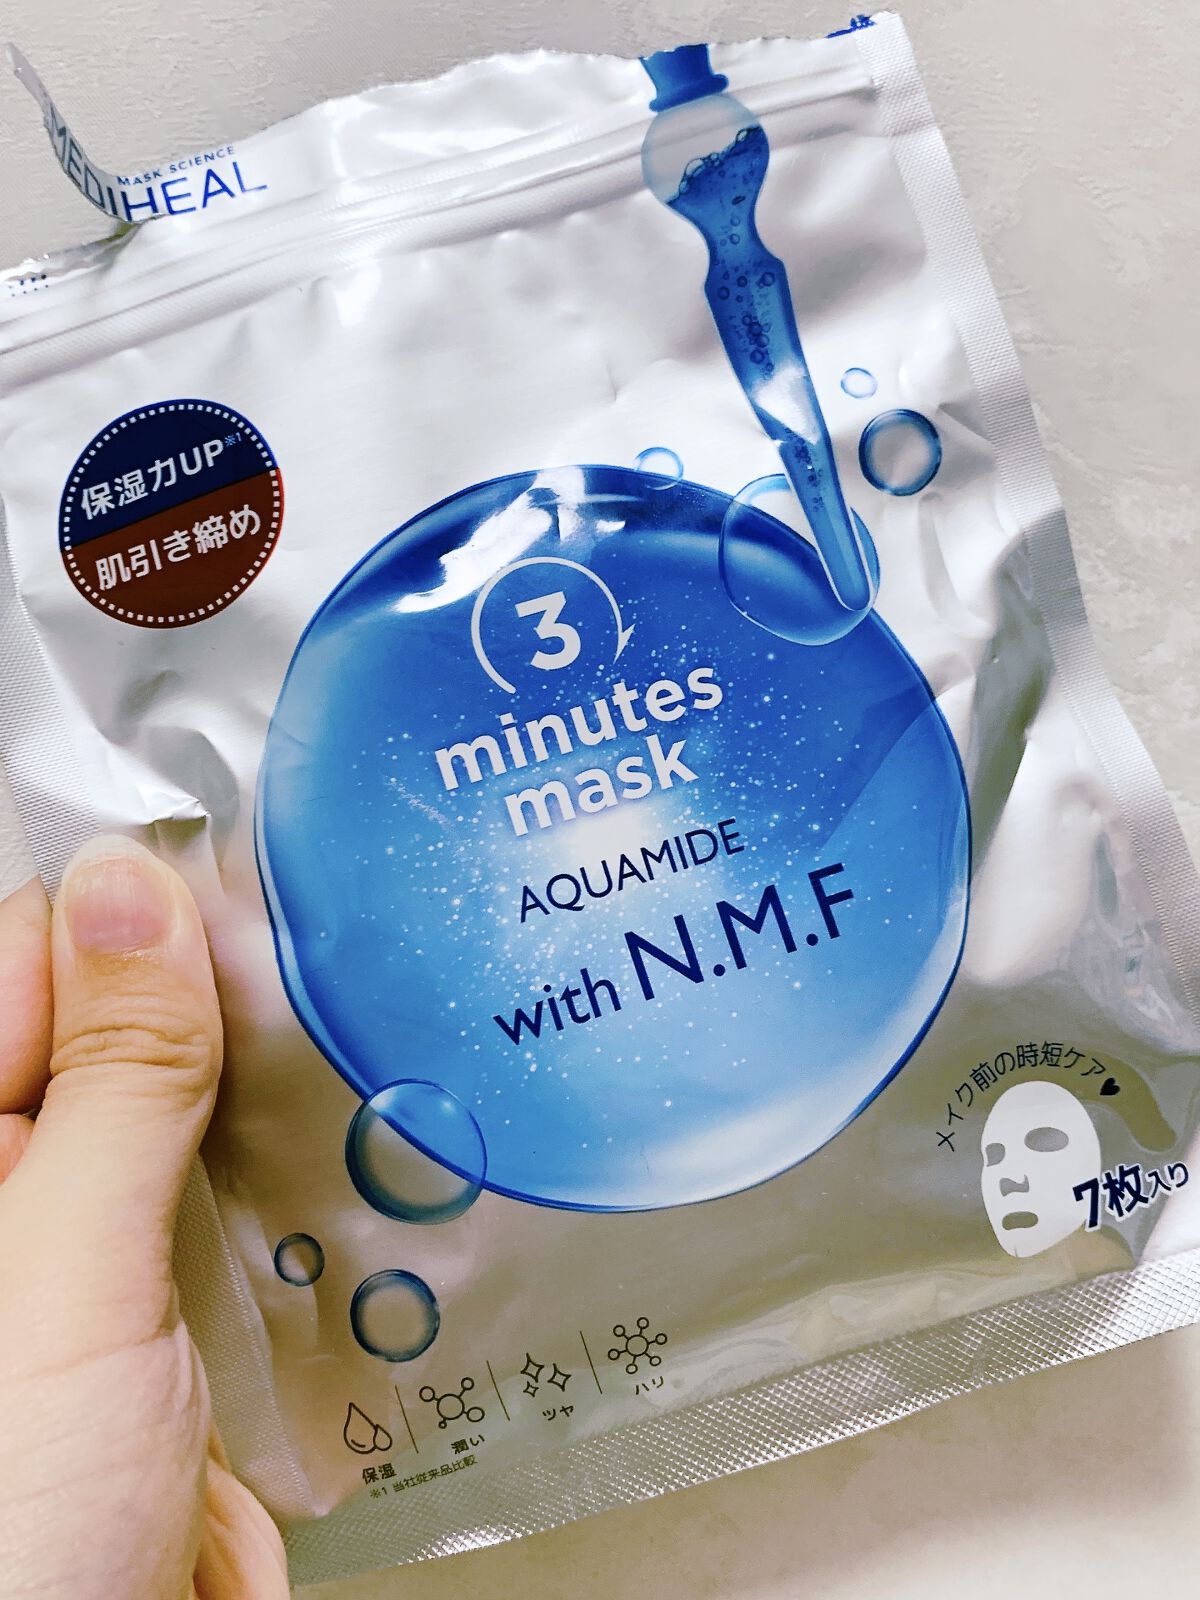 MASK SCIENCE
MEDIHEAL
保湿力UP※1
肌引き締め
3
minutes
mask
AQUAMIDE
with N.M.F
メイク前の時短ケア♥
7枚入り
保湿
潤い
ツヤ
ハリ
※1 当社従来品比較